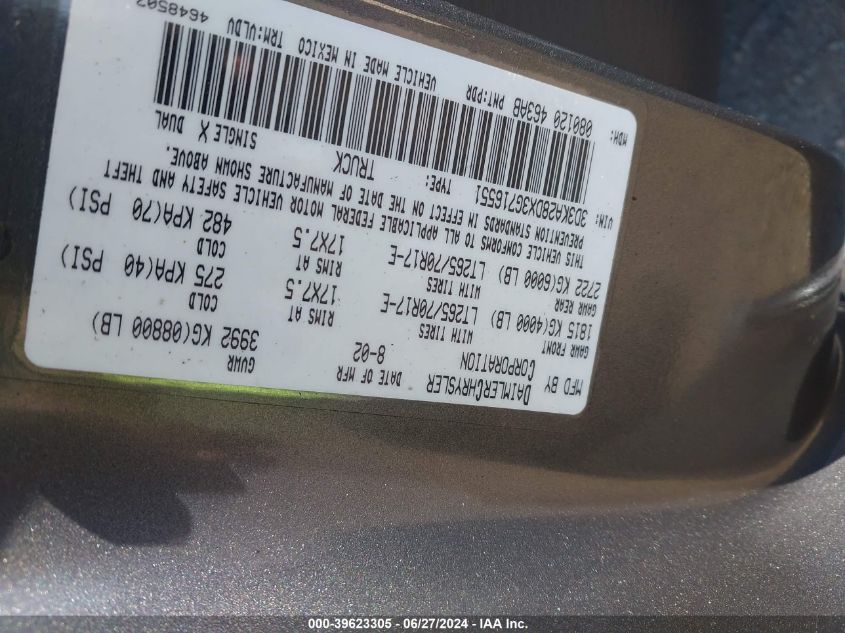 MFD BY DAIMLERCHRYSLER CORPORATION DATE OF MFR 8-02 GVWR 3992 KG(08800 LB)
GAWR FRONT WITH TIRES RIMS AT COLD
1815 KG(4000 LB) LT265/70R17-E 17X7.5 275 KPA(40 PSI)
GAWR REAR WITH TIRES RIMS AT COLD
2722 KG(6000 LB) LT265/70R17-E 17X7.5 482 KPA(70 PSI)
THIS VEHICLE CONFORMS TO ALL APPLICABLE FEDERAL MOTOR VEHICLE SAFETY AND THEFT
PREVENTION STANDARDS IN EFFECT ON THE DATE OF MANUFACTURE SHOWN ABOVE.
VIN: 3D3KA28DX3G716551 TYPE: TRUCK SINGLE X DUAL
MDH: 080120 463AB PNT:PDR VEHICLE MADE IN MEXICO TRM:VLDV 4648503
000-39623305 - IAA - 06/27/2024 - IAA Inc.